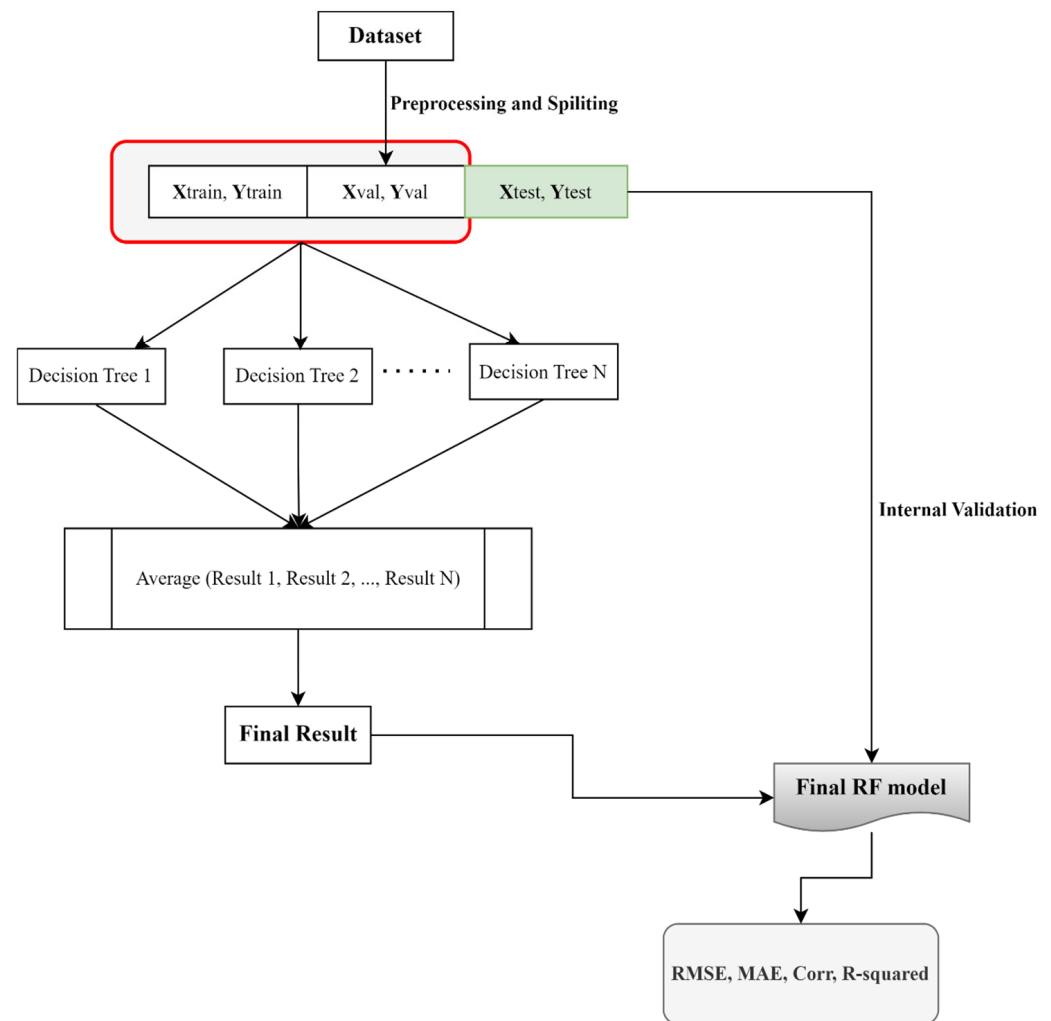 Dataset
Preprocessing and Spiliting
Xtrain, Ytrain
Xval, Yval
Xtest, Ytest
Decision Tree 1
Decision Tree 2
Decision Tree N
Internal Validation
Average (Result 1, Result 2, ..., Result N)
Final Result
Final RF model
RMSE, MAE, Corr, R-squared